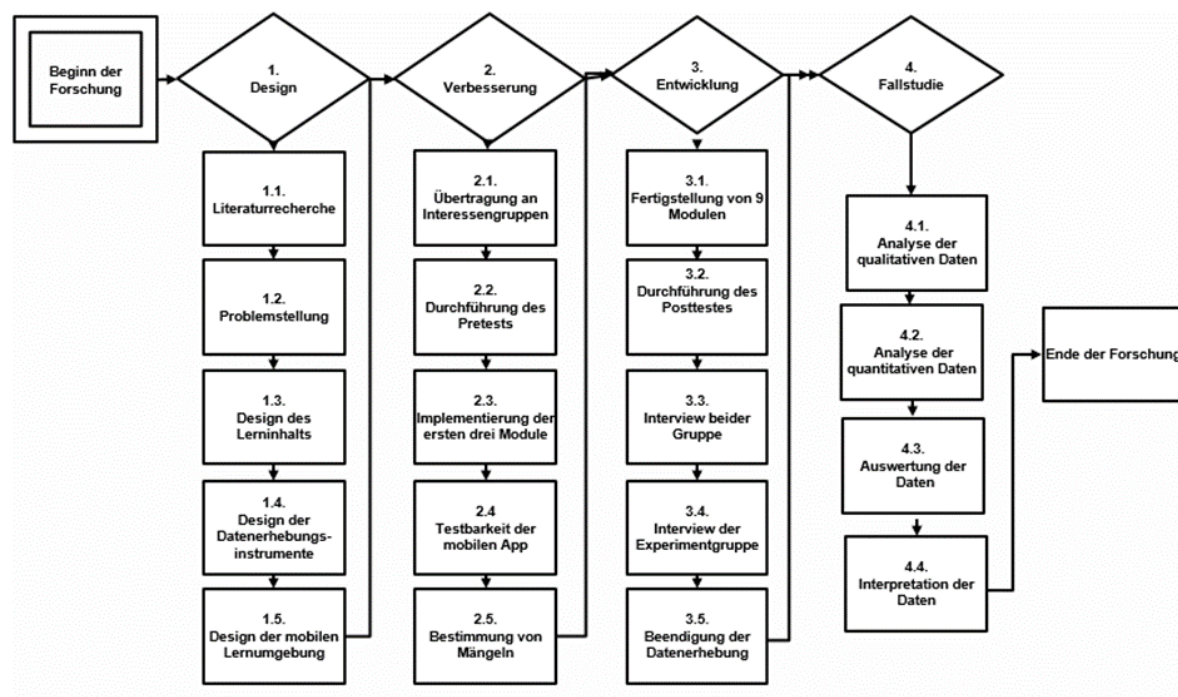 Beginn der
Forschung
1.
Design
1.1.
Literaturrecherche
1.2.
Problemstellung
1.3.
Design des
Lerninhalts
1.4.
Design der
Datenerhebungs-
instrumente
1.5.
Design der mobilen
Lernumgebung
2.
Verbesserung
2.1.
Übertragung an
Interessengruppen
2.2.
Durchführung des
Pretests
2.3.
Implementierung der
ersten drei Module
2.4
Testbarkeit der
mobilen App
2.5.
Bestimmung von
Mängeln
3.
Entwicklung
3.1.
Fertigstellung von 9
Modulen
3.2.
Durchführung des
Posttestes
3.3.
Interview beider
Gruppe
3.4.
Interview der
Experimentgruppe
3.5.
Beendigung der
Datenerhebung
4.
Fallstudie
4.1.
Analyse der
qualitativen Daten
4.2.
Analyse der
quantitativen Daten
4.3.
Auswertung der
Daten
4.4.
Interpretation der
Daten
Ende der Forschung